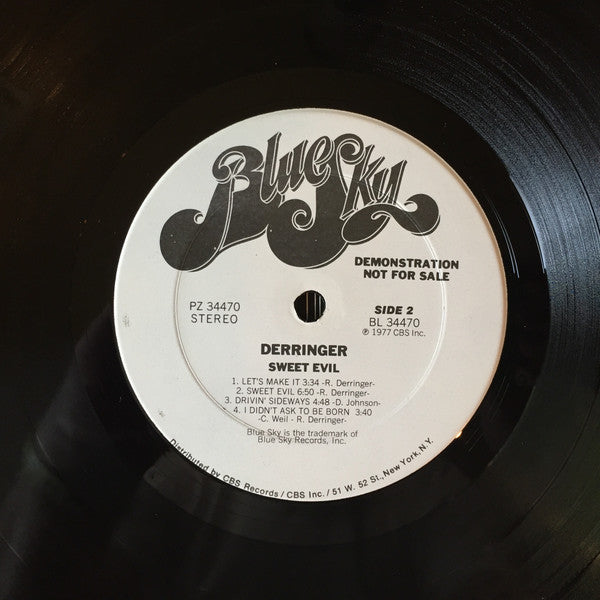 Blue Sky
DEMONSTRATION
NOT FOR SALE
PZ 34470
STEREO
SIDE 2
BL 34470
℗ 1977 CBS Inc.
DERRINGER
SWEET EVIL
1. LET'S MAKE IT 3:34 -R. Derringer-
2. SWEET EVIL 6:50 -R. Derringer-
3. DRIVIN' SIDEWAYS 4:48 -D. Johnson-
4. I DIDN'T ASK TO BE BORN 3:40
-C. Weil - R. Derringer-
Blue Sky is the trademark of
Blue Sky Records, Inc.
Distributed by CBS Records / CBS Inc. / 51 W. 52 St., New York, N.Y.